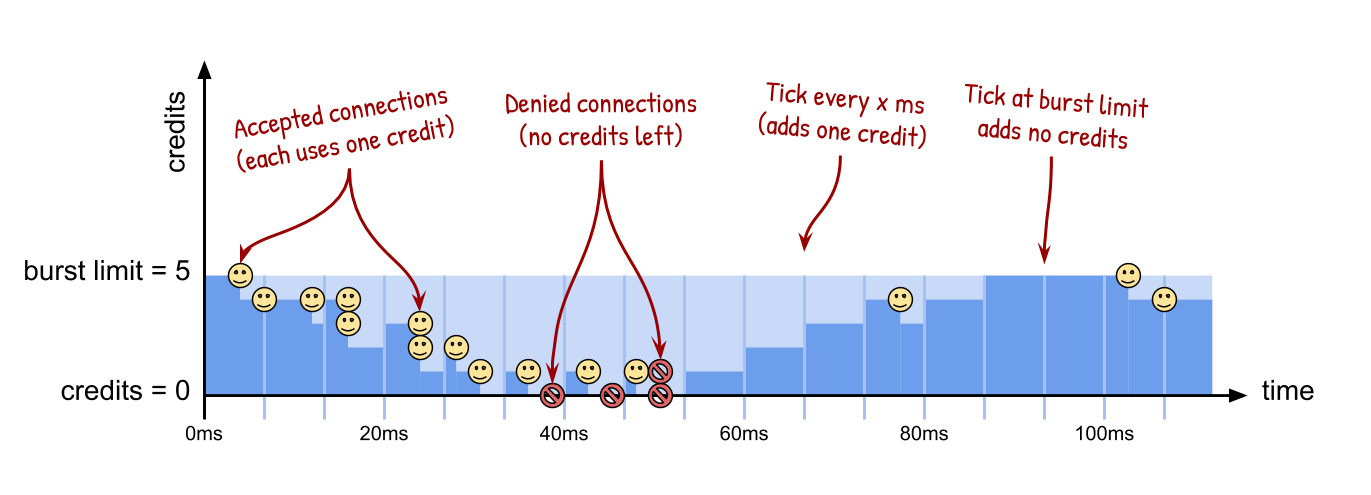 credits
Accepted connections
(each uses one credit)
Denied connections
(no credits left)
Tick every x ms
(adds one credit)
Tick at burst limit
adds no credits
burst limit = 5
credits = 0
time
0ms
20ms
40ms
60ms
80ms
100ms